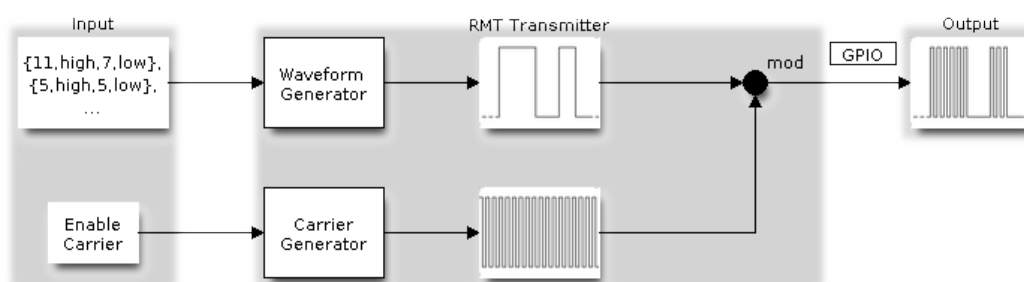 Input
RMT Transmitter
Output
{11,high,7,low},
{5,high,5,low},
...
Waveform
Generator
mod
GPIO
Enable
Carrier
Carrier
Generator